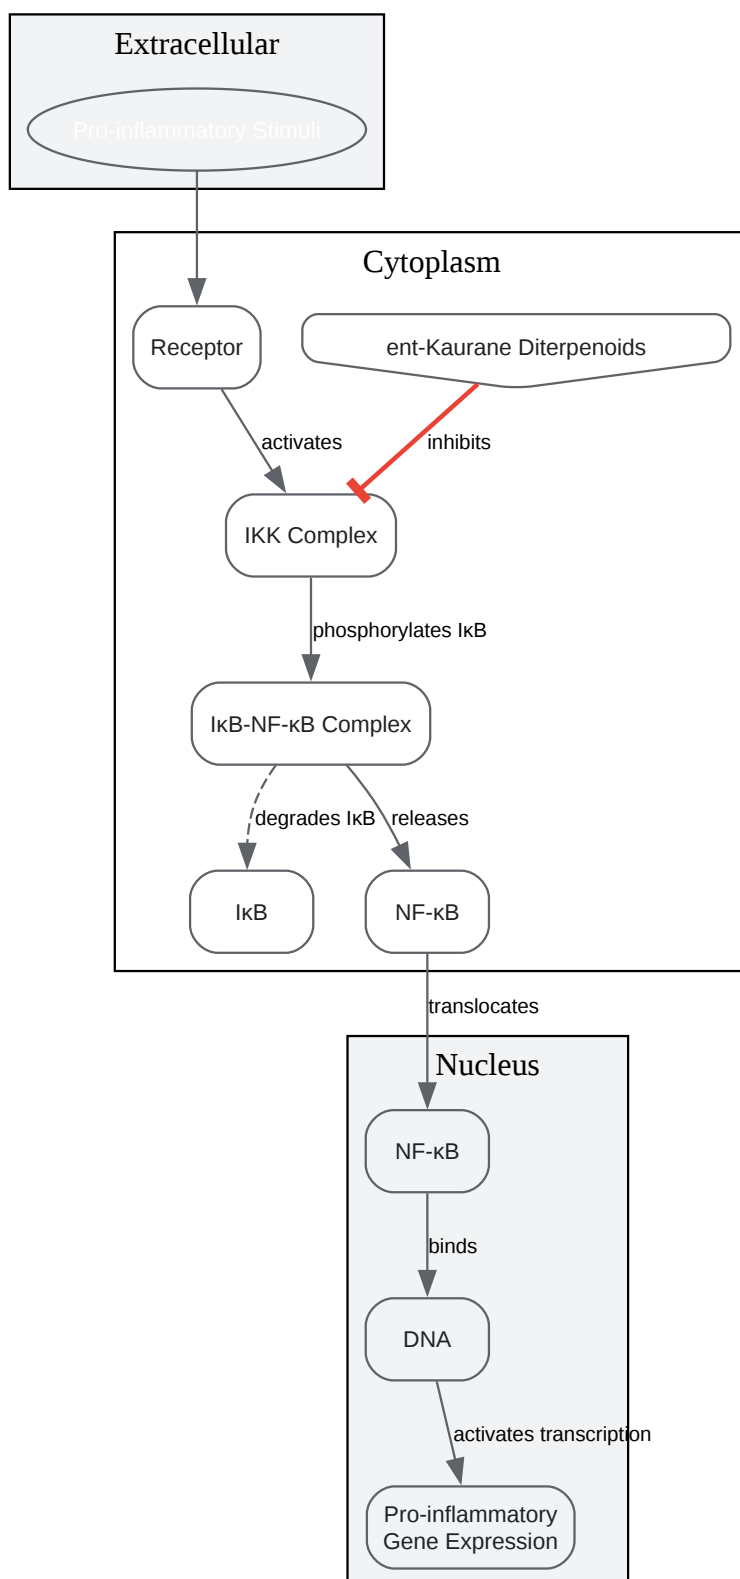 Extracellular
Pro-inflammatory Stimuli
Cytoplasm
Receptor
ent-Kaurane Diterpenoids
activates
inhibits
IKK Complex
phosphorylates IκB
IκB-NF-κB Complex
degrades IκB
releases
IκB
NF-κB
translocates
Nucleus
NF-κB
binds
DNA
activates transcription
Pro-inflammatory
Gene Expression